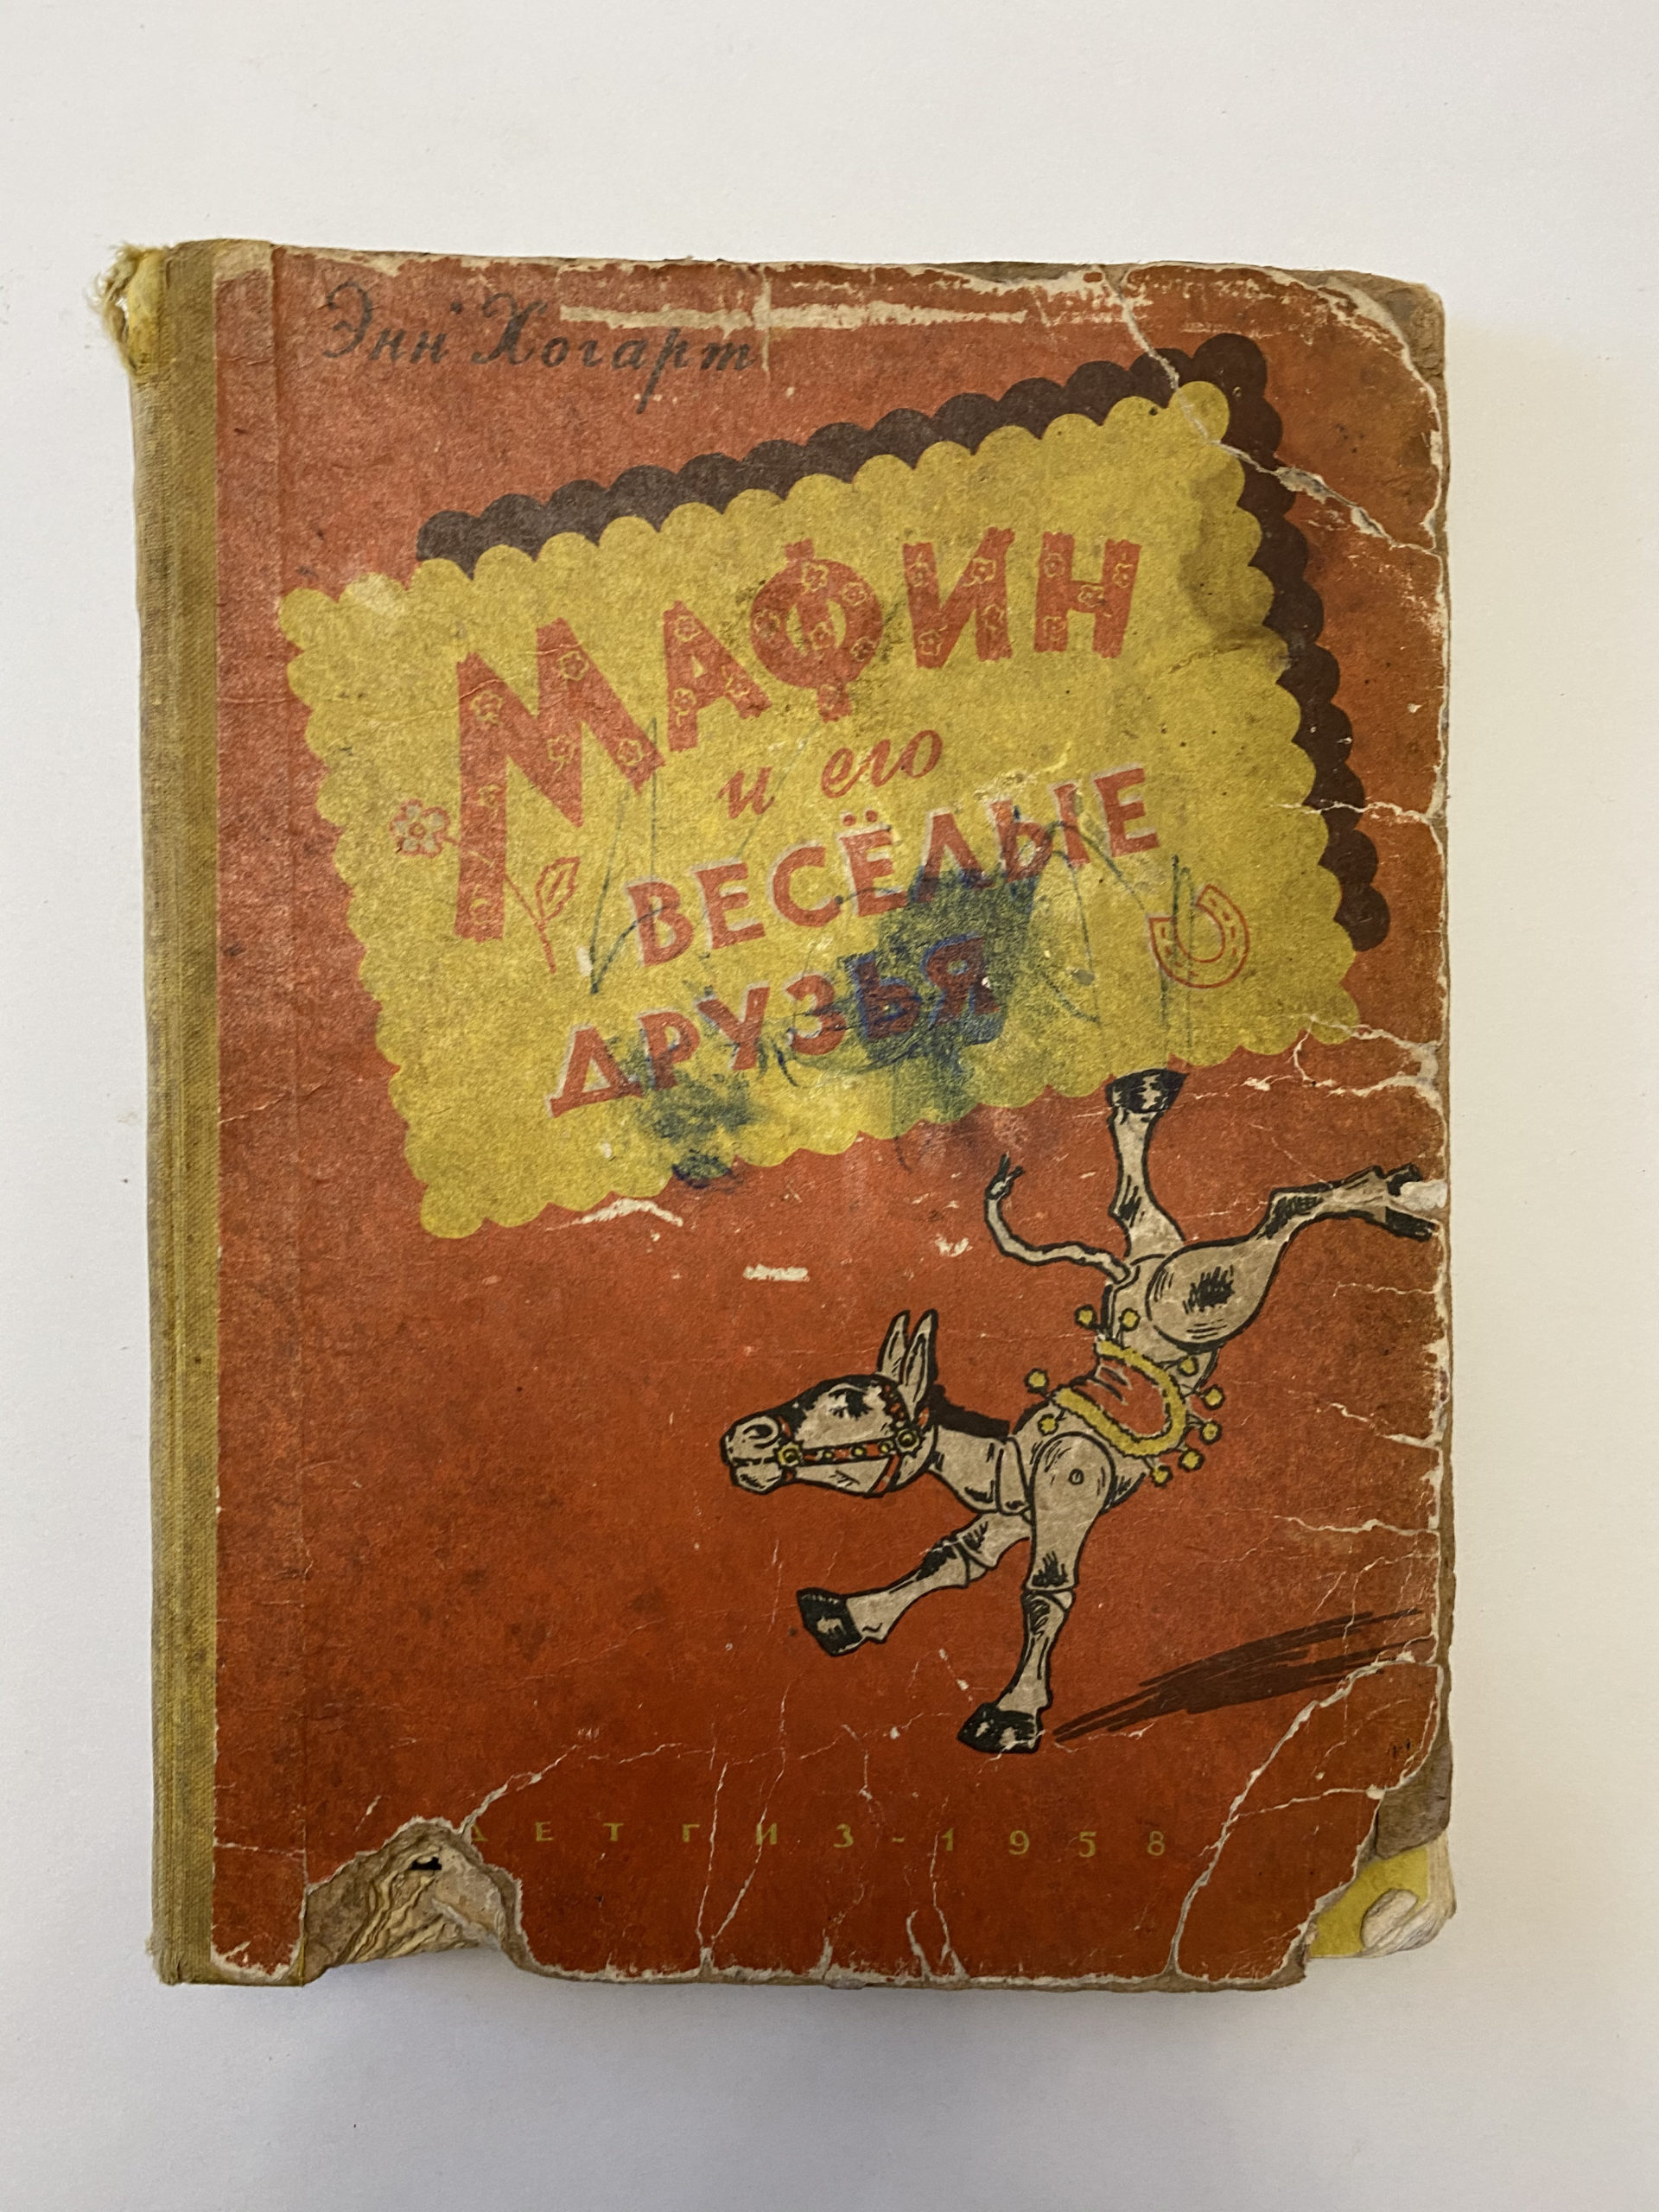 Энн Хогарт
МАФИН
и его
ВЕСЁЛЫЕ
ДРУЗЬЯ
ДЕТГИЗ-1958